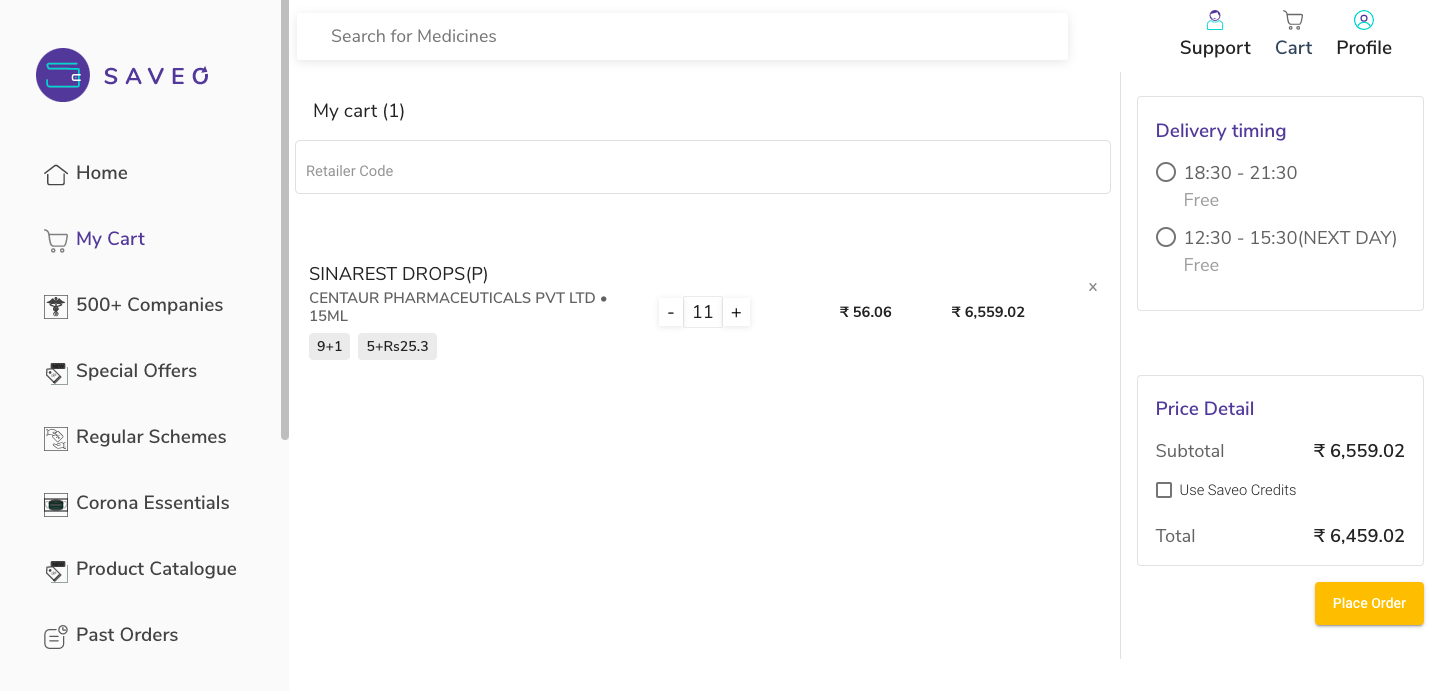 SAVEO
Home
My Cart
500+ Companies
Special Offers
Regular Schemes
Corona Essentials
Product Catalogue
Past Orders
Search for Medicines
Support
Cart
Profile
My cart (1)
Retailer Code
SINAREST DROPS(P)
CENTAUR PHARMACEUTICALS PVT LTD •
15ML
9+1 5+Rs25.3
- 11 +
₹ 56.06
₹ 6,559.02
x
Delivery timing
18:30 - 21:30
Free
12:30 - 15:30(NEXT DAY)
Free
Price Detail
Subtotal ₹ 6,559.02
Use Saveo Credits
Total ₹ 6,459.02
Place Order